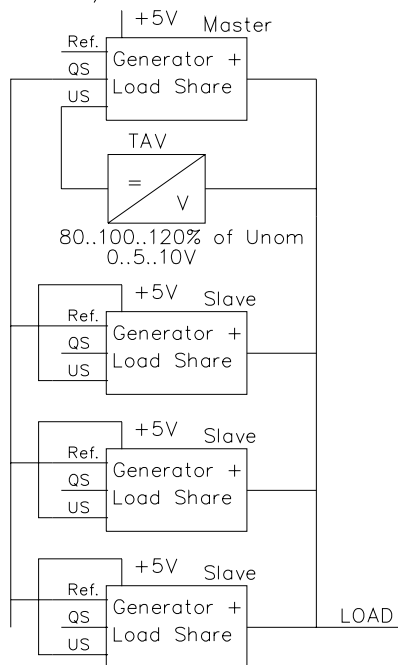 +5V
Master
Ref.
QS
US
Generator +
Load Share
TAV
=
V
80..100..120% of Unom
0..5..10V
+5V
Slave
Ref.
QS
US
Generator +
Load Share
+5V
Slave
Ref.
QS
US
Generator +
Load Share
+5V
Slave
Ref.
QS
US
Generator +
Load Share
LOAD